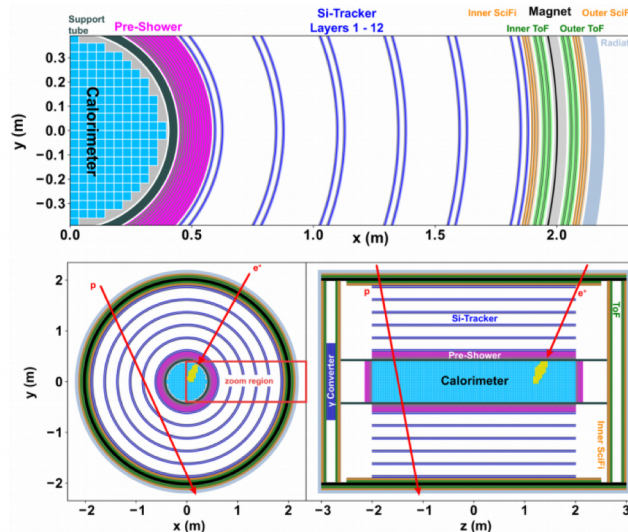 Support tube
Pre-Shower
Si-Tracker
Layers 1 - 12
Inner SciFi
Magnet
Outer SciF
Inner ToF
Outer ToF
Radiat
y (m)
0.3
0.2
0.1
0.0
−0.1
−0.2
−0.3
Calorimeter
0.0
0.5
1.0
1.5
2.0
x (m)
y (m)
2
1
0
−1
−2
p
e⁺
zoom region
−2
−1
0
1
2
x (m)
p
e⁺
Si-Tracker
Pre-Shower
Calorimeter
γ Converter
ToF
Inner SciFi
−3
−2
−1
0
1
2
3
z (m)